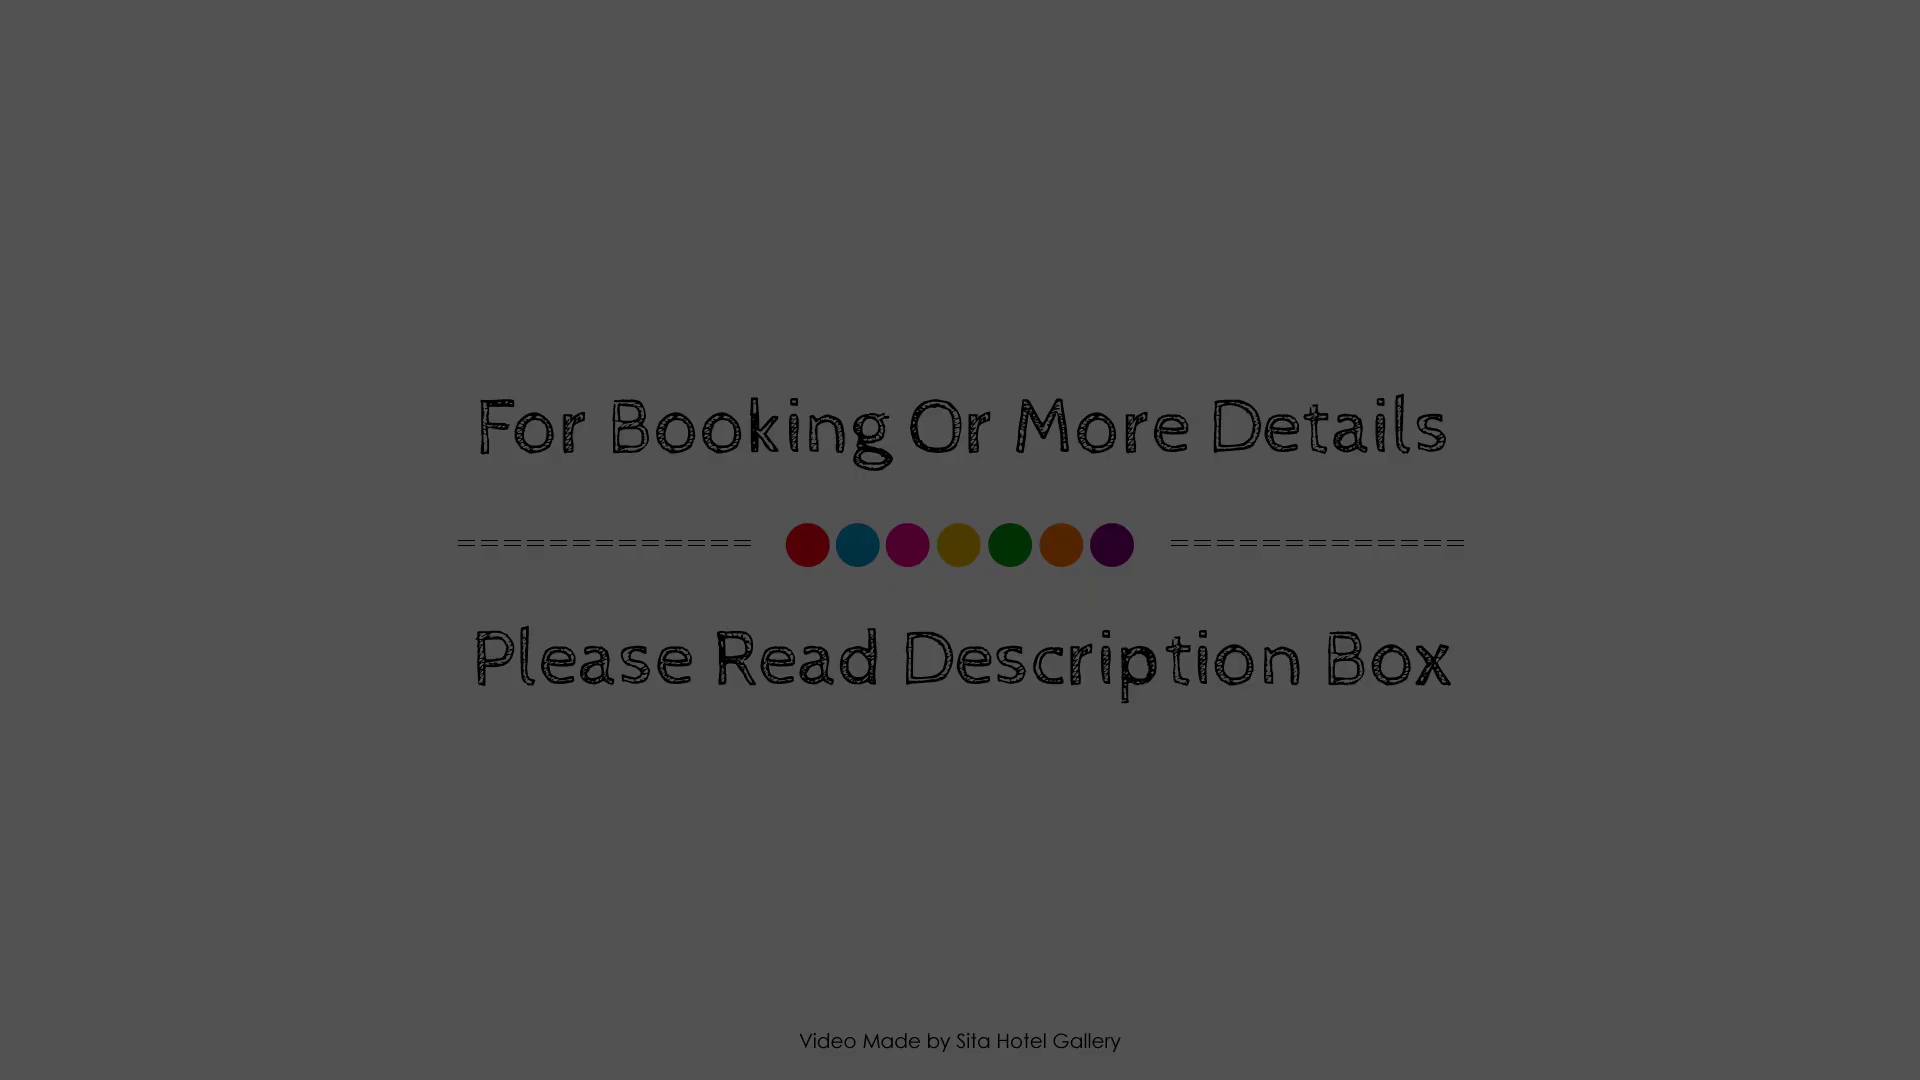 For Booking Or More Details
============= =============
Please Read Description Box
Video Made by Sita Hotel Gallery